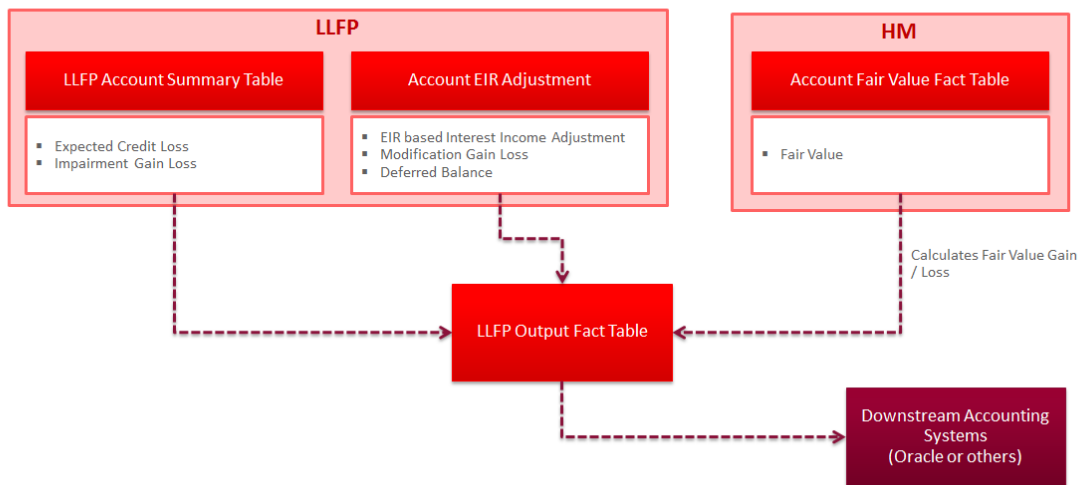 LLFP
LLFP Account Summary Table
▪ Expected Credit Loss
▪ Impairment Gain Loss
Account EIR Adjustment
▪ EIR based Interest Income Adjustment
▪ Modification Gain Loss
▪ Deferred Balance
HM
Account Fair Value Fact Table
▪ Fair Value
Calculates Fair Value Gain
/ Loss
LLFP Output Fact Table
Downstream Accounting
Systems
(Oracle or others)